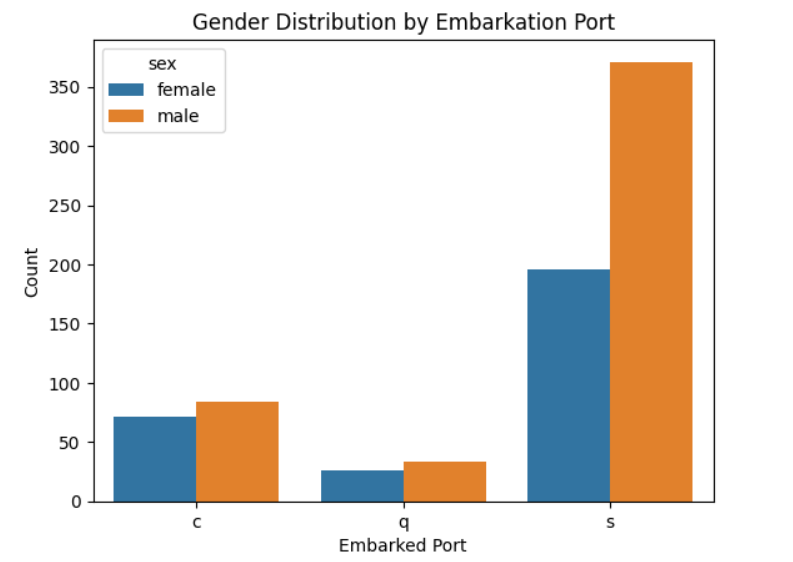 Gender Distribution by Embarkation Port
sex
female
male
350
300
250
200
150
100
50
0
Count
c q s
Embarked Port